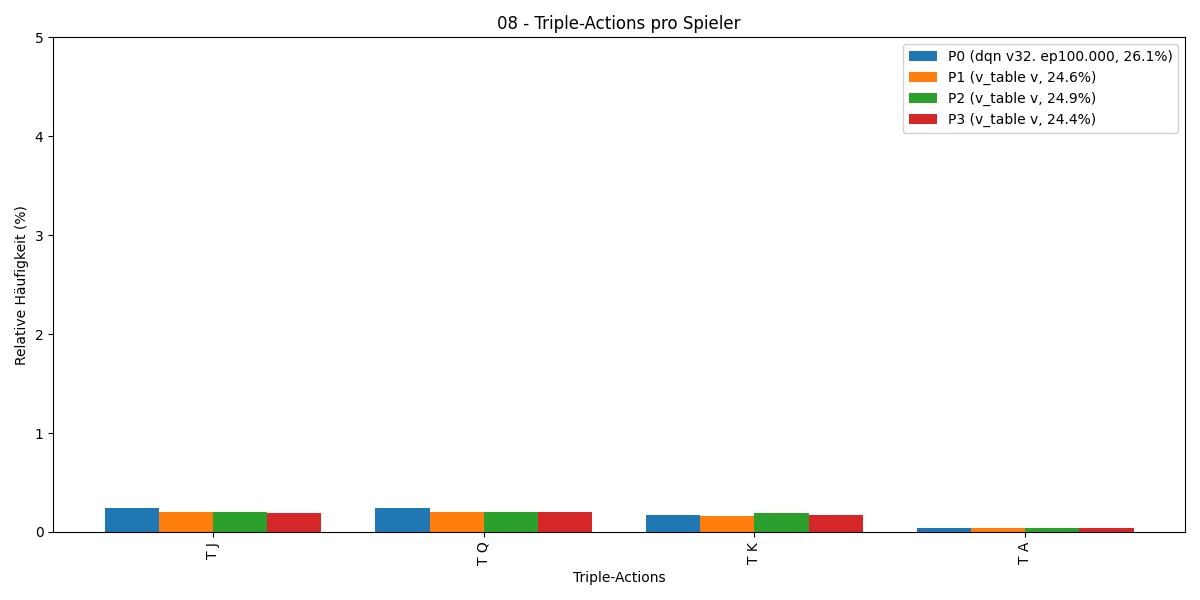 08 - Triple-Actions pro Spieler
Relative Häufigkeit (%)
5
4
3
2
1
0
P0 (dqn v32. ep100.000, 26.1%)
P1 (v_table v, 24.6%)
P2 (v_table v, 24.9%)
P3 (v_table v, 24.4%)
T J
T Q
T K
T A
Triple-Actions